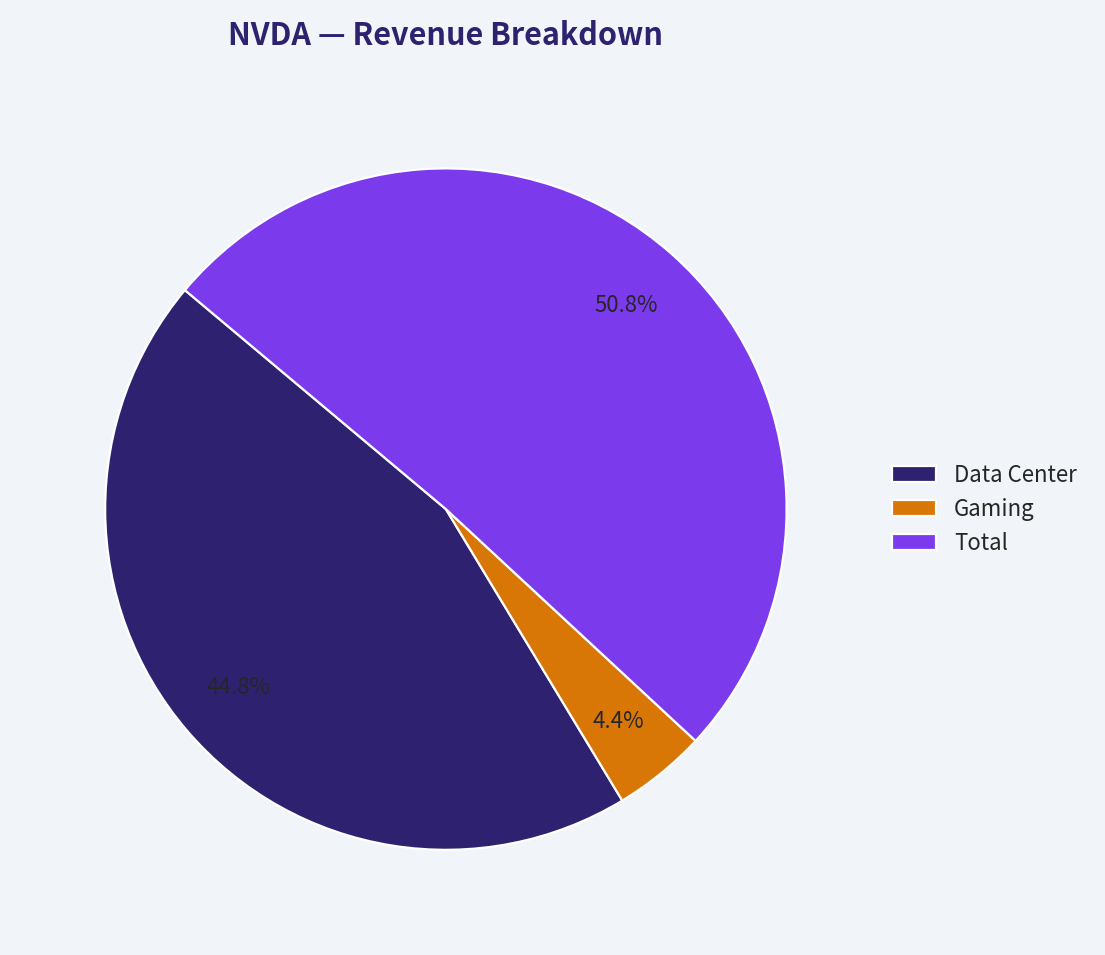 NVDA — Revenue Breakdown
50.8%
44.8%
4.4%
Data Center
Gaming
Total